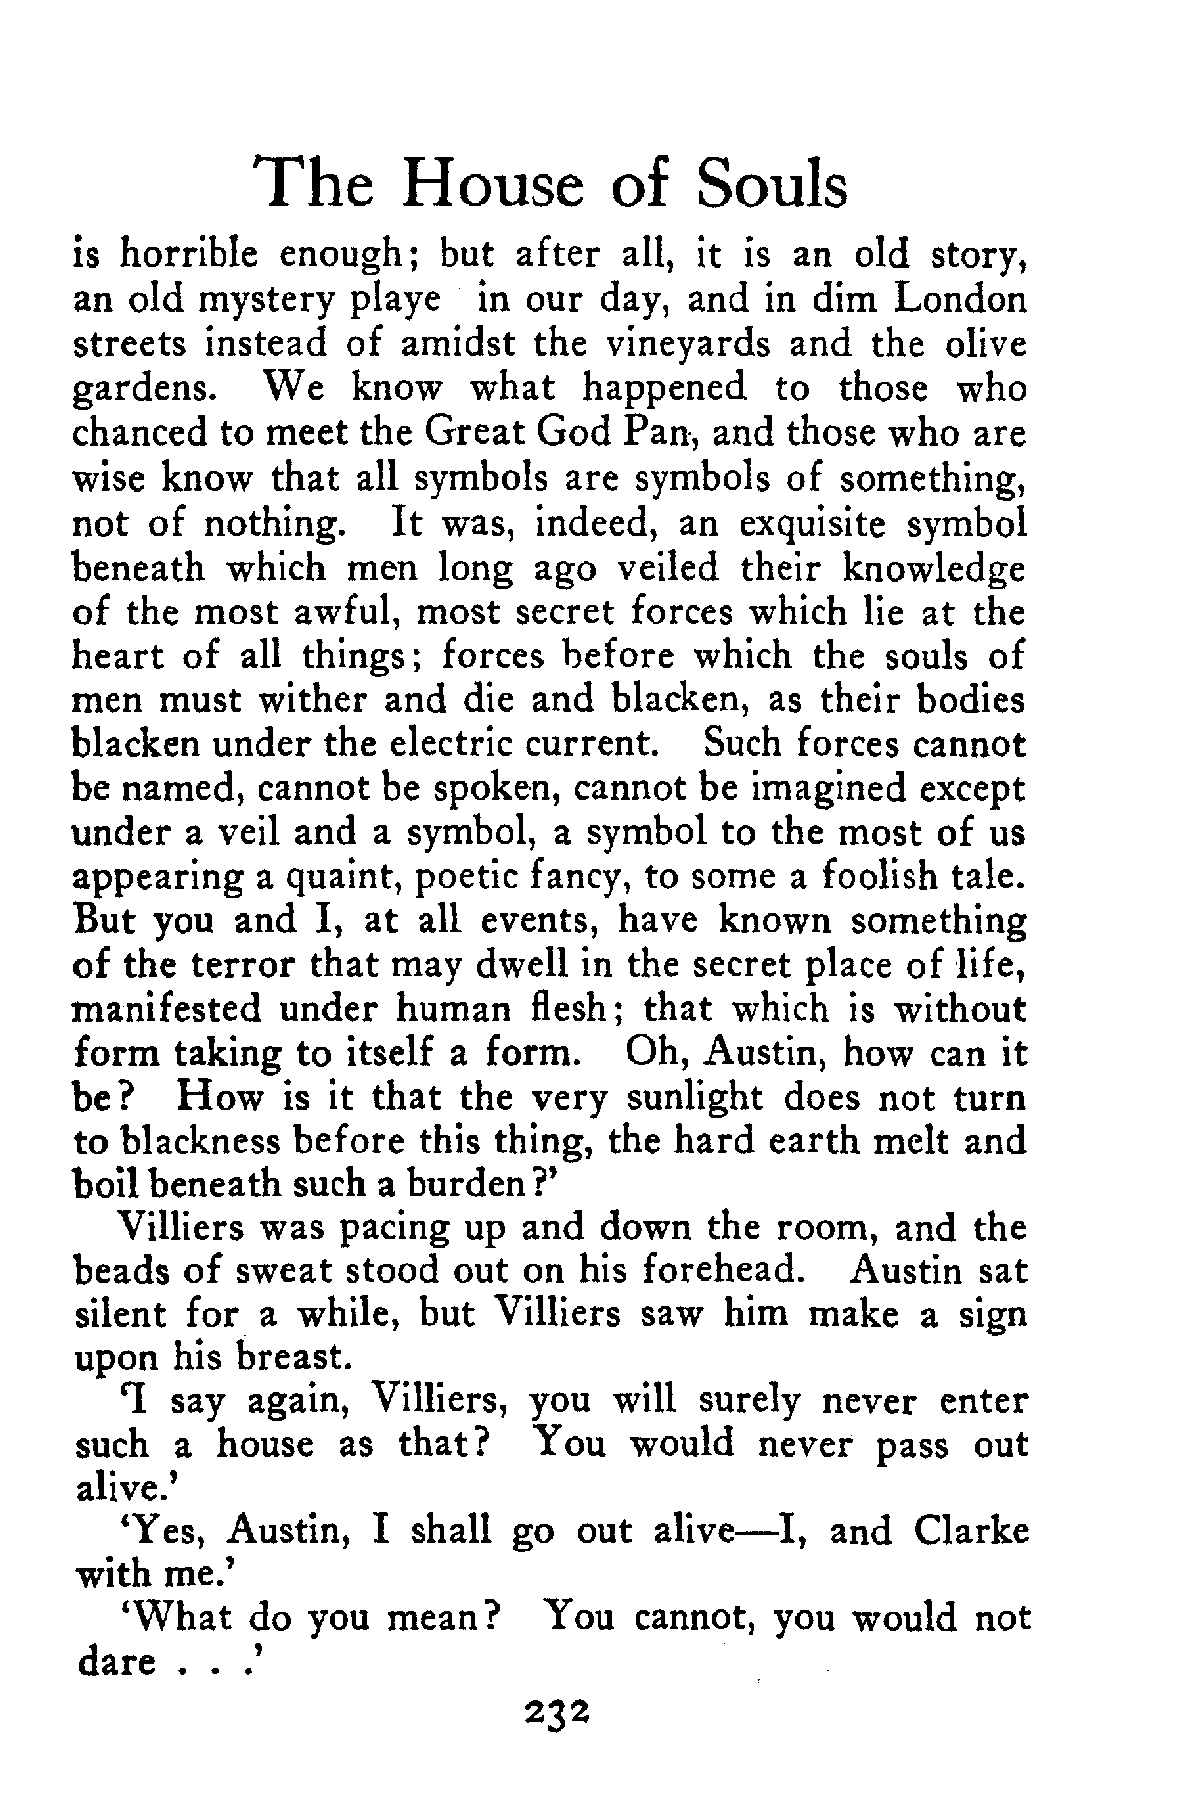 The House of Souls
is horrible enough; but after all, it is an old story,
an old mystery playe in our day, and in dim London
streets instead of amidst the vineyards and the olive
gardens. We know what happened to those who
chanced to meet the Great God Pan, and those who are
wise know that all symbols are symbols of something,
not of nothing. It was, indeed, an exquisite symbol
beneath which men long ago veiled their knowledge
of the most awful, most secret forces which lie at the
heart of all things; forces before which the souls of
men must wither and die and blacken, as their bodies
blacken under the electric current. Such forces cannot
be named, cannot be spoken, cannot be imagined except
under a veil and a symbol, a symbol to the most of us
appearing a quaint, poetic fancy, to some a foolish tale.
But you and I, at all events, have known something
of the terror that may dwell in the secret place of life,
manifested under human flesh; that which is without
form taking to itself a form. Oh, Austin, how can it
be? How is it that the very sunlight does not turn
to blackness before this thing, the hard earth melt and
boil beneath such a burden?’
Villiers was pacing up and down the room, and the
beads of sweat stood out on his forehead. Austin sat
silent for a while, but Villiers saw him make a sign
upon his breast.
‘I say again, Villiers, you will surely never enter
such a house as that? You would never pass out
alive.’
‘Yes, Austin, I shall go out alive—I, and Clarke
with me.’
‘What do you mean? You cannot, you would not
dare . . .’
232